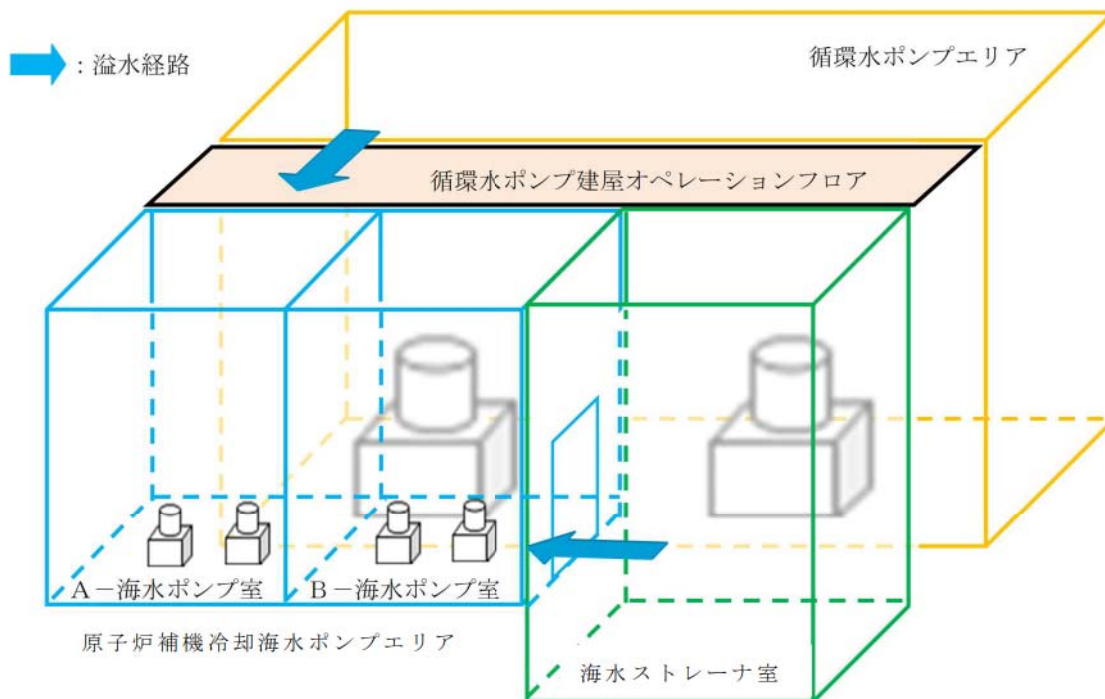 ：溢水経路
循環水ポンプエリア
循環水ポンプ建屋オペレーションフロア
A－海水ポンプ室
B－海水ポンプ室
原子炉補機冷却海水ポンプエリア
海水ストレーナ室